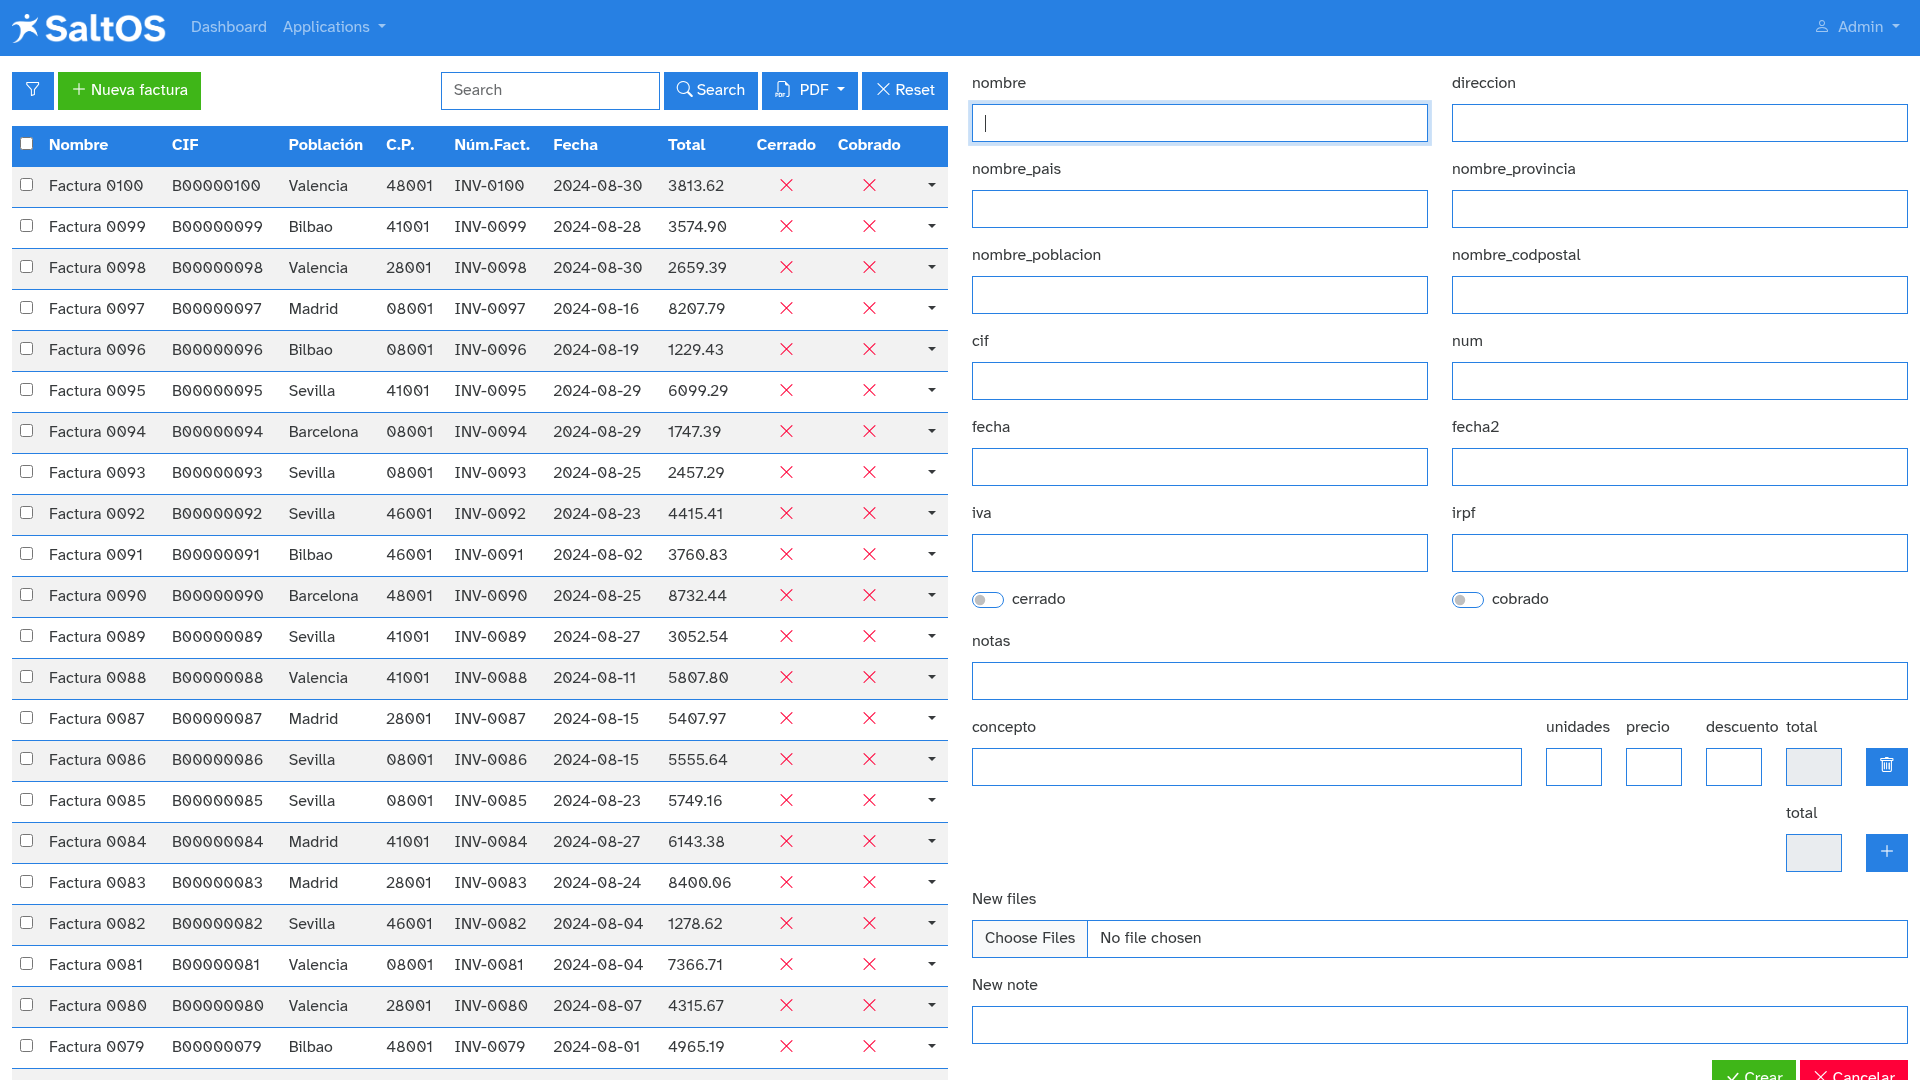 SaltOS Dashboard Applications Admin
Nueva factura Search Search PDF Reset
Nombre CIF Población C.P. Núm.Fact. Fecha Total Cerrado Cobrado
Factura 0100 B00000100 Valencia 48001 INV-0100 2024-08-30 3813.62
Factura 0099 B00000099 Bilbao 41001 INV-0099 2024-08-28 3574.90
Factura 0098 B00000098 Valencia 28001 INV-0098 2024-08-30 2659.39
Factura 0097 B00000097 Madrid 08001 INV-0097 2024-08-16 8207.79
Factura 0096 B00000096 Bilbao 08001 INV-0096 2024-08-19 1229.43
Factura 0095 B00000095 Sevilla 41001 INV-0095 2024-08-29 6099.29
Factura 0094 B00000094 Barcelona 08001 INV-0094 2024-08-29 1747.39
Factura 0093 B00000093 Sevilla 08001 INV-0093 2024-08-25 2457.29
Factura 0092 B00000092 Sevilla 46001 INV-0092 2024-08-23 4415.41
Factura 0091 B00000091 Bilbao 46001 INV-0091 2024-08-02 3760.83
Factura 0090 B00000090 Barcelona 48001 INV-0090 2024-08-25 8732.44
Factura 0089 B00000089 Sevilla 41001 INV-0089 2024-08-27 3052.54
Factura 0088 B00000088 Valencia 41001 INV-0088 2024-08-11 5807.80
Factura 0087 B00000087 Madrid 28001 INV-0087 2024-08-15 5407.97
Factura 0086 B00000086 Sevilla 08001 INV-0086 2024-08-15 5555.64
Factura 0085 B00000085 Sevilla 08001 INV-0085 2024-08-23 5749.16
Factura 0084 B00000084 Madrid 41001 INV-0084 2024-08-27 6143.38
Factura 0083 B00000083 Madrid 28001 INV-0083 2024-08-24 8400.06
Factura 0082 B00000082 Sevilla 46001 INV-0082 2024-08-04 1278.62
Factura 0081 B00000081 Valencia 08001 INV-0081 2024-08-04 7366.71
Factura 0080 B00000080 Valencia 28001 INV-0080 2024-08-07 4315.67
Factura 0079 B00000079 Bilbao 48001 INV-0079 2024-08-01 4965.19
nombre direccion
nombre_pais nombre_provincia
nombre_poblacion nombre_codpostal
cif num
fecha fecha2
iva irpf
cerrado cobrado
notas
concepto unidades precio descuento total
total
New files
Choose Files No file chosen
New note
Crear Cancelar